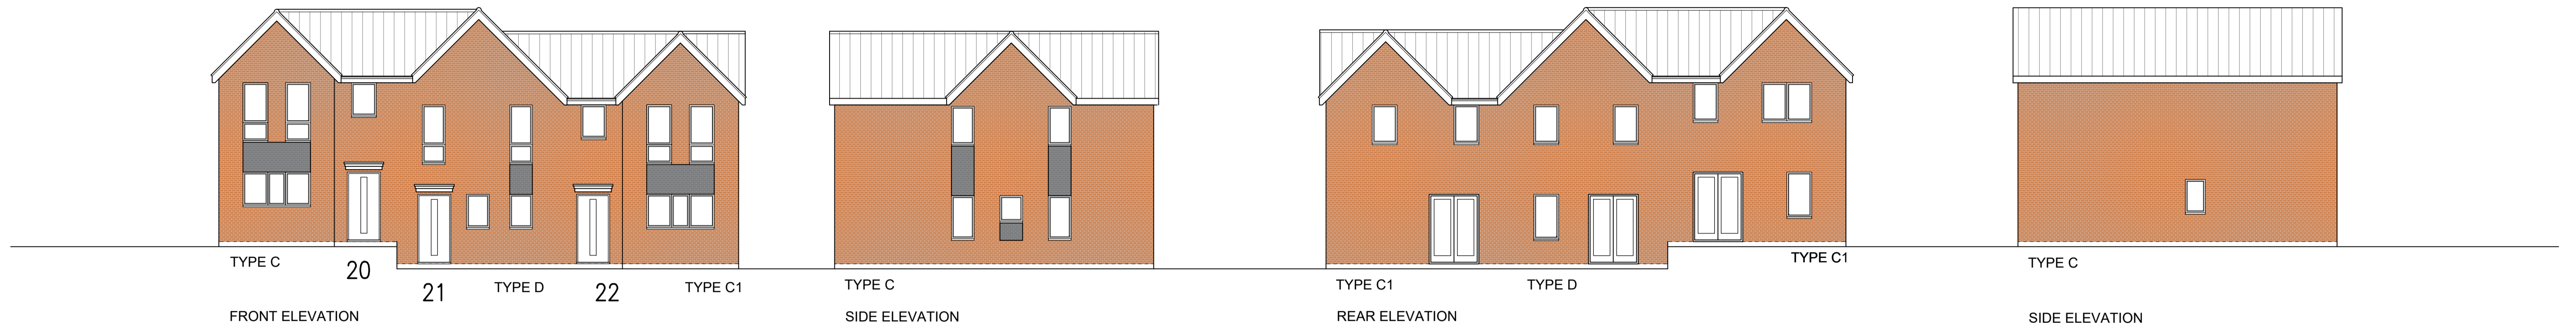 TYPE C
20
21
TYPE D
22
TYPE C1
FRONT ELEVATION
TYPE C
SIDE ELEVATION
TYPE C1
TYPE D
TYPE C1
REAR ELEVATION
TYPE C
SIDE ELEVATION